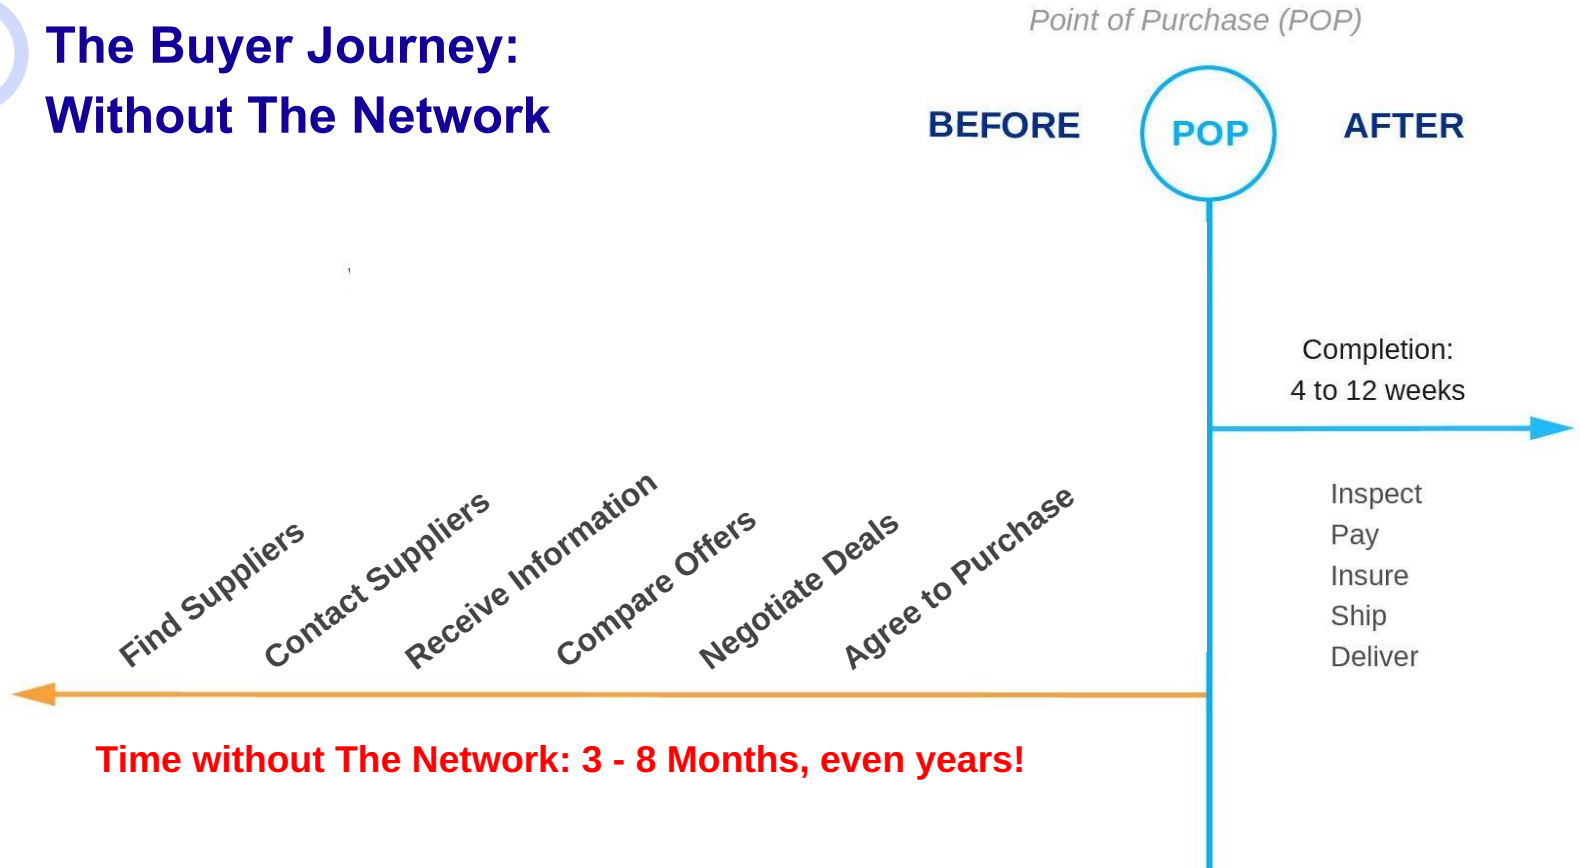 The Buyer Journey:
Without The Network
Point of Purchase (POP)
BEFORE
POP
AFTER
Completion:
4 to 12 weeks
Inspect
Pay
Insure
Ship
Deliver
Find Suppliers
Contact Suppliers
Receive Information
Compare Offers
Negotiate Deals
Agree to Purchase
Time without The Network: 3 - 8 Months, even years!